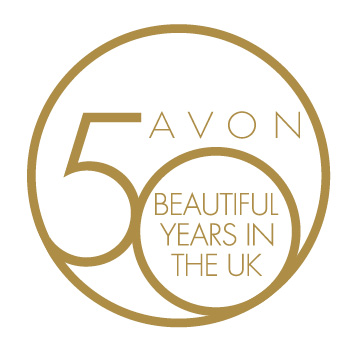 AVON
50
BEAUTIFUL
YEARS IN
THE UK